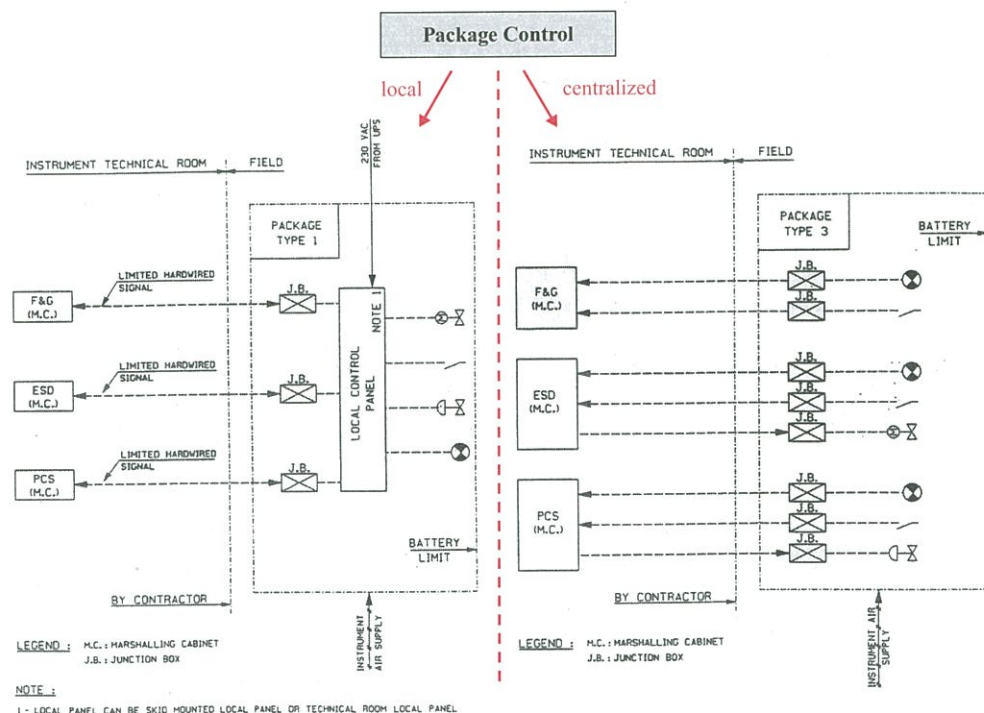 Package Control
local
centralized
INSTRUMENT TECHNICAL ROOM
FIELD
230 VAC
FROM UPS
PACKAGE
TYPE 1
LIMITED HARDWIRED
SIGNAL
F&G
(M.C.)
J.B.
NOTE 1
LIMITED HARDWIRED
SIGNAL
ESD
(M.C.)
J.B.
LOCAL CONTROL
PANEL
LIMITED HARDWIRED
SIGNAL
PCS
(M.C.)
J.B.
BATTERY
LIMIT
BY CONTRACTOR
INSTRUMENT
AIR SUPPLY
LEGEND : M.C.: MARSHALLING CABINET
J.B.: JUNCTION BOX
NOTE :
1- LOCAL PANEL CAN BE SKID MOUNTED LOCAL PANEL OR TECHNICAL ROOM LOCAL PANEL
INSTRUMENT TECHNICAL ROOM
FIELD
PACKAGE
TYPE 3
BATTERY
LIMIT
F&G
(M.C.)
J.B.
J.B.
ESD
(M.C.)
J.B.
J.B.
J.B.
PCS
(M.C.)
J.B.
J.B.
J.B.
BY CONTRACTOR
INSTRUMENT AIR
SUPPLY
LEGEND : M.C.: MARSHALLING CABINET
J.B.: JUNCTION BOX